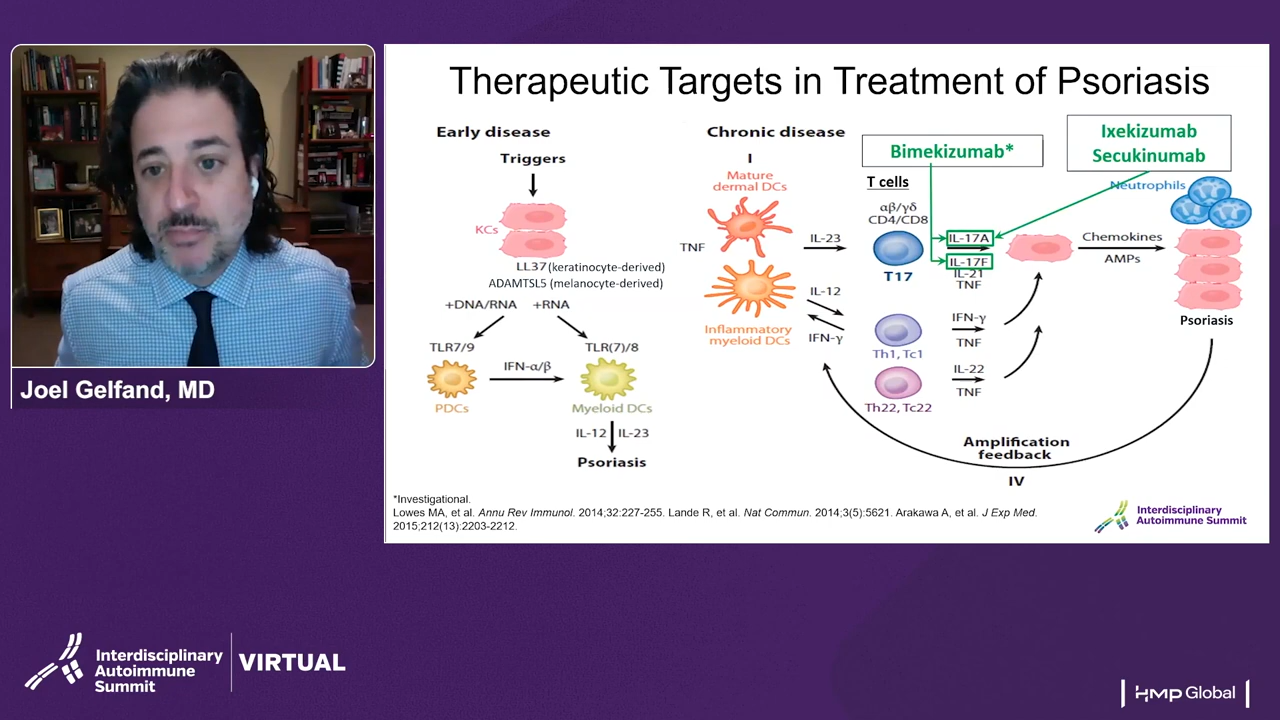 Therapeutic Targets in Treatment of Psoriasis
Early disease
Triggers
KCs
LL37 (keratinocyte-derived)
ADAMTSL5 (melanocyte-derived)
+DNA/RNA +RNA
TLR7/9
TLR(7)/8
IFN-α/β
PDCs
Myeloid DCs
IL-12 IL-23
Psoriasis
Chronic disease
I
Mature
dermal DCs
TNF
Inflammatory
myeloid DCs
IL-23
IL-12
IFN-γ
Bimekizumab*
Ixekizumab
Secukinumab
T cells
αβ/γδ
CD4/CD8
T17
IL-17A
IL-17F
IL-21
TNF
Th1, Tc1
IFN-γ
TNF
Th22, Tc22
IL-22
TNF
Chemokines
AMPs
Neutrophils
Psoriasis
Amplification
feedback
IV
*Investigational.
Lowes MA, et al. Annu Rev Immunol. 2014;32:227-255. Lande R, et al. Nat Commun. 2014;3(5):5621. Arakawa A, et al. J Exp Med.
2015;212(13):2203-2212.
Interdisciplinary
Autoimmune Summit
Joel Gelfand, MD
Interdisciplinary
Autoimmune
Summit
VIRTUAL
HMP Global